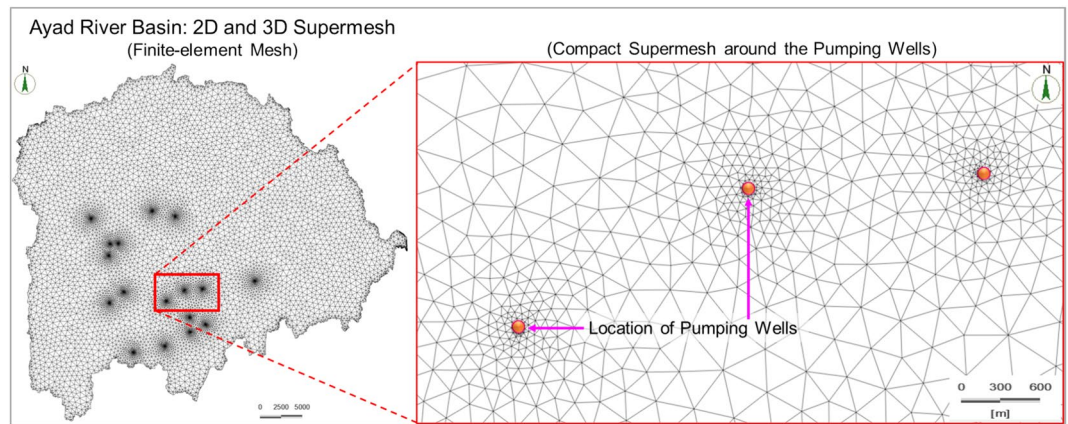 Ayad River Basin: 2D and 3D Supermesh
(Finite-element Mesh)
(Compact Supermesh around the Pumping Wells)
N
N
Location of Pumping Wells
0 2500 5000
0 300 600
[m]